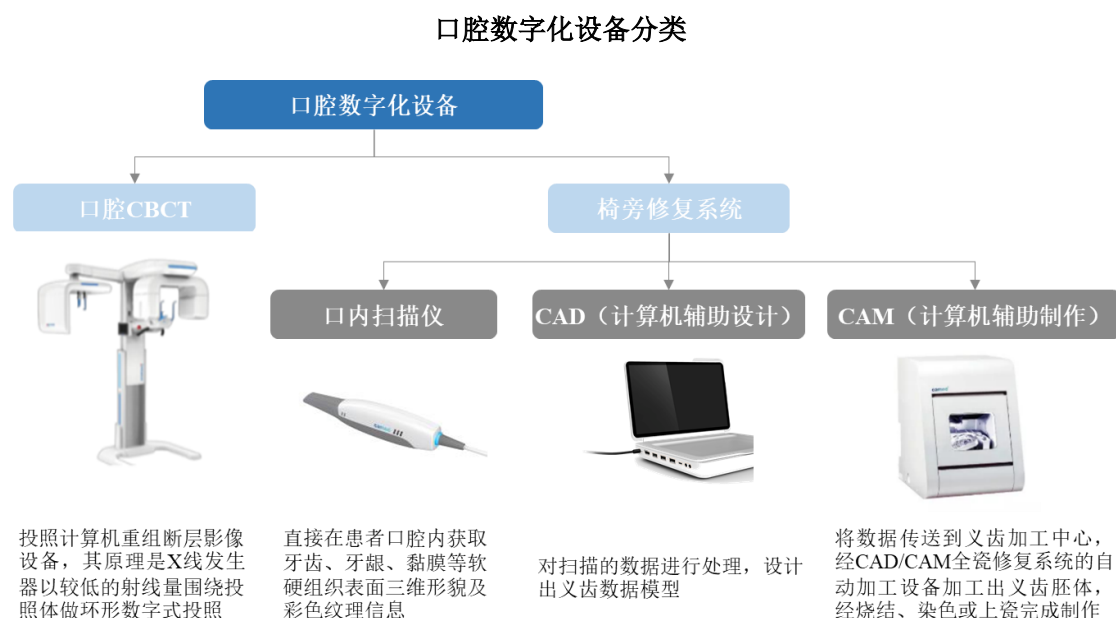 口腔数字化设备分类
口腔数字化设备
口腔CBCT
椅旁修复系统
口内扫描仪
CAD（计算机辅助设计）
CAM（计算机辅助制作）
投照计算机重组断层影像
设备，其原理是X线发生
器以较低的射线量围绕投
照体做环形数字式投照
直接在患者口腔内获取
牙齿、牙龈、黏膜等软
硬组织表面三维形貌及
彩色纹理信息
对扫描的数据进行处理，设计
出义齿数据模型
将数据传送到义齿加工中心，
经CAD/CAM全瓷修复系统的自
动加工设备加工出义齿胚体，
经烧结、染色或上瓷完成制作